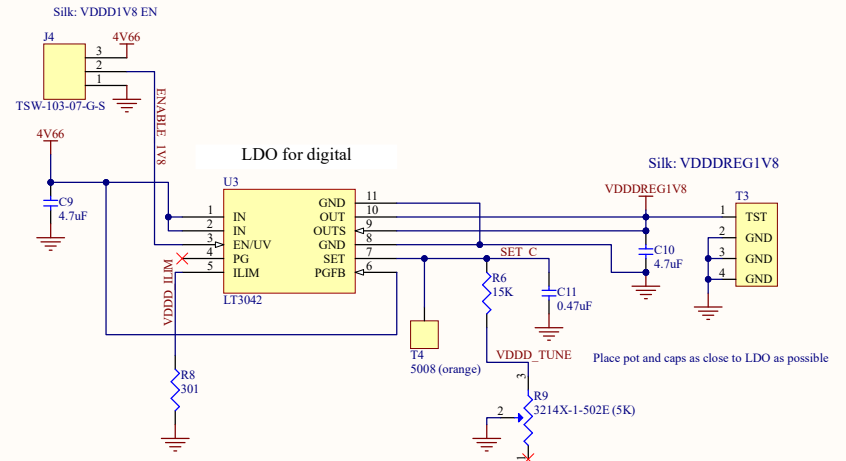 Silk: VDDD1V8 EN
J4
4V66
3
2
1
TSW-103-07-G-S
ENABLE_1V8
4V66
LDO for digital
Silk: VDDDREG1V8
C9
4.7uF
U3
1 IN
2 IN
3 EN/UV
4 PG
5 ILIM
GND 11
OUT 10
OUTS 9
GND 8
SET 7
PGFB 6
LT3042
VDDDREG1V8
T3
1 TST
2 GND
3 GND
4 GND
C10
4.7uF
SET_C
VDDD_ILIM
R6
15K
C11
0.47uF
T4
5008 (orange)
VDDD_TUNE
Place pot and caps as close to LDO as possible
R8
301
3
R9
3214X-1-502E (5K)
2
1